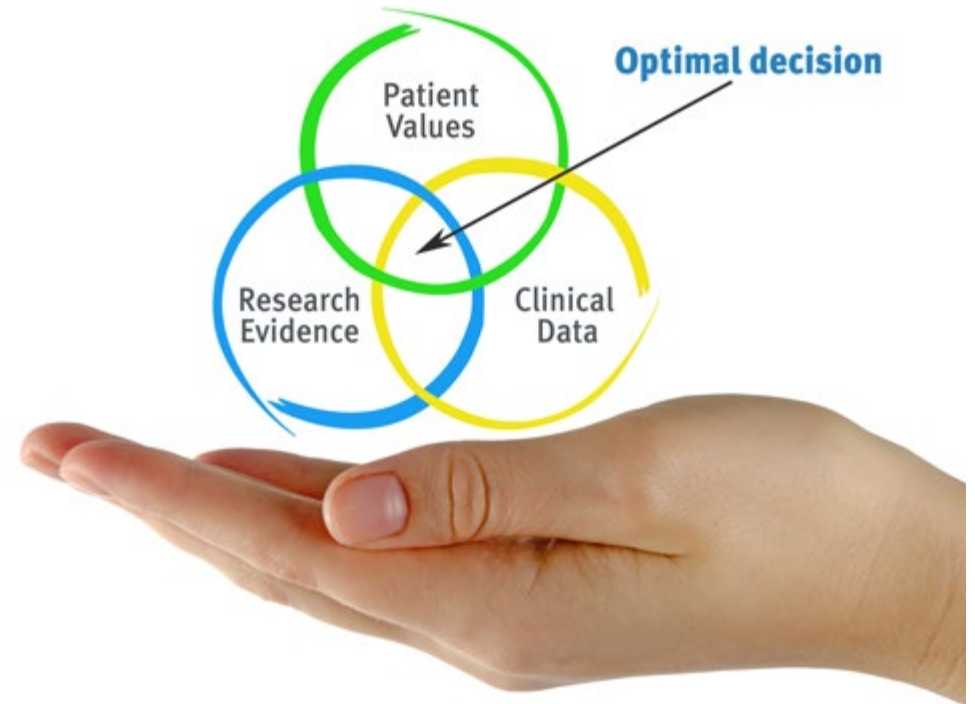 Optimal decision
Patient
Values
Research
Evidence
Clinical
Data